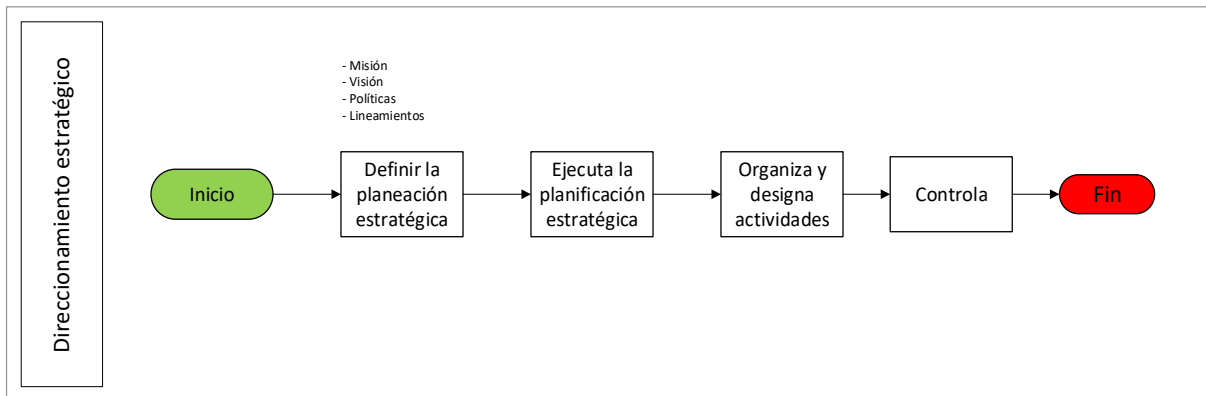 Direccionamiento estratégico
- Misión
- Visión
- Políticas
- Lineamientos
Inicio
Definir la
planeación
estratégica
Ejecuta la
planificación
estratégica
Organiza y
designa
actividades
Controla
Fin